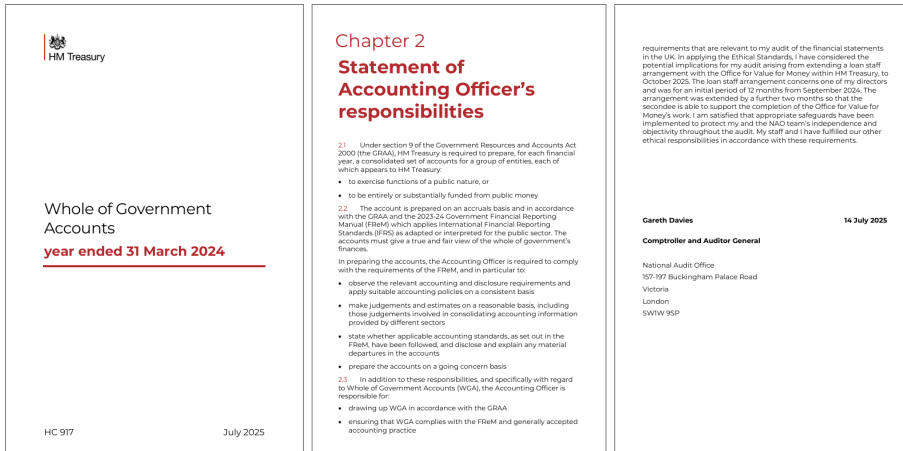 HM Treasury
Whole of Government
Accounts
year ended 31 March 2024
HC 917
July 2025
Chapter 2
Statement of
Accounting Officer's
responsibilities
2.1 Under section 9 of the Government Resources and Accounts Act
2000 (the GRAA), HM Treasury is required to prepare, for each financial
year, a consolidated set of accounts for a group of entities, each of
which appears to HM Treasury:
• to exercise functions of a public nature, or
• to be entirely or substantially funded from public money
2.2 The account is prepared on an accruals basis and in accordance
with the GRAA and the 2023-24 Government Financial Reporting
Manual (FReM) which applies International Financial Reporting
Standards (IFRS) as adapted or interpreted for the public sector. The
accounts must give a true and fair view of the whole of government's
finances.
In preparing the accounts, the Accounting Officer is required to comply
with the requirements of the FReM, and in particular to:
• observe the relevant accounting and disclosure requirements and
apply suitable accounting policies on a consistent basis
• make judgements and estimates on a reasonable basis, including
those judgements involved in consolidating accounting information
provided by different sectors
• state whether applicable accounting standards, as set out in the
FReM, have been followed, and disclose and explain any material
departures in the accounts
• prepare the accounts on a going concern basis
2.3 In addition to these responsibilities, and specifically with regard
to Whole of Government Accounts (WGA), the Accounting Officer is
responsible for:
• drawing up WGA in accordance with the GRAA
• ensuring that WGA complies with the FReM and generally accepted
accounting practice
requirements that are relevant to my audit of the financial statements
in the UK. In applying the Ethical Standards, I have considered the
potential implications for my audit arising from extending a loan staff
arrangement with the Office for Value for Money within HM Treasury, to
October 2025. The loan staff arrangement concerns one of my directors
and was for an initial period of 12 months from September 2024. The
arrangement was extended by a further two months so that the
secondee is able to support the completion of the Office for Value for
Money's work. I am satisfied that appropriate safeguards have been
implemented to protect my and the NAO team's independence and
objectivity throughout the audit. My staff and I have fulfilled our other
ethical responsibilities in accordance with these requirements.
Gareth Davies
14 July 2025
Comptroller and Auditor General
National Audit Office
157-197 Buckingham Palace Road
Victoria
London
SW1W 9SP